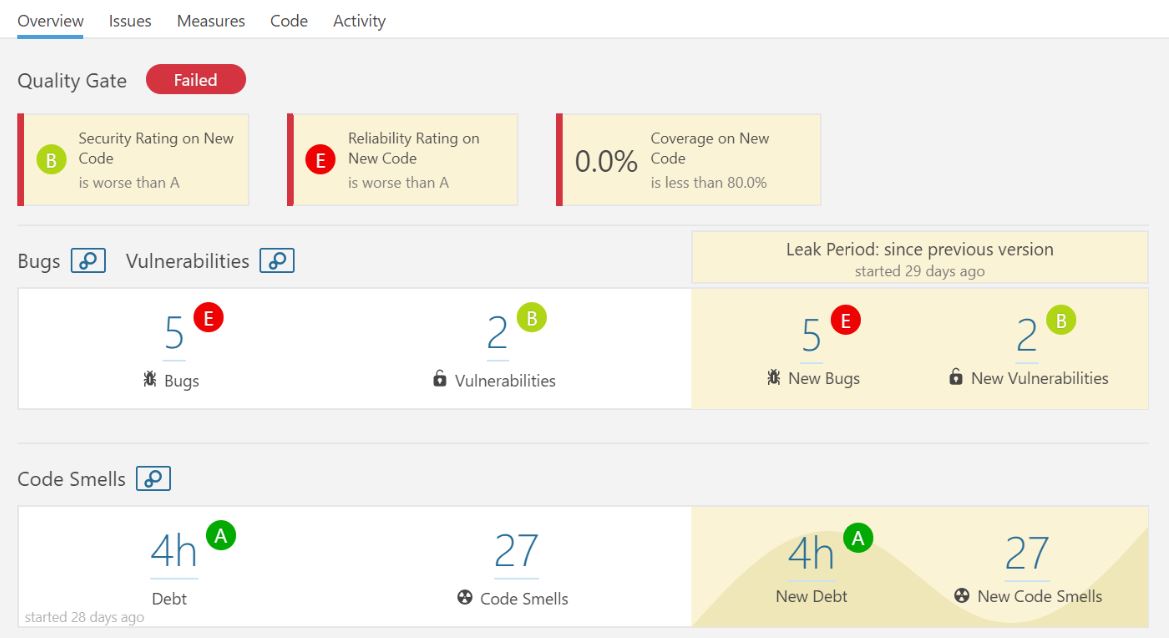 Overview Issues Measures Code Activity
Quality Gate Failed
B Security Rating on New
Code
is worse than A
E Reliability Rating on
New Code
is worse than A
0.0% Coverage on New
Code
is less than 80.0%
Bugs Vulnerabilities
Leak Period: since previous version
started 29 days ago
5 E
Bugs
2 B
Vulnerabilities
5 E
New Bugs
2 B
New Vulnerabilities
Code Smells
4h A
Debt
27
Code Smells
started 28 days ago
4h A
New Debt
27
New Code Smells